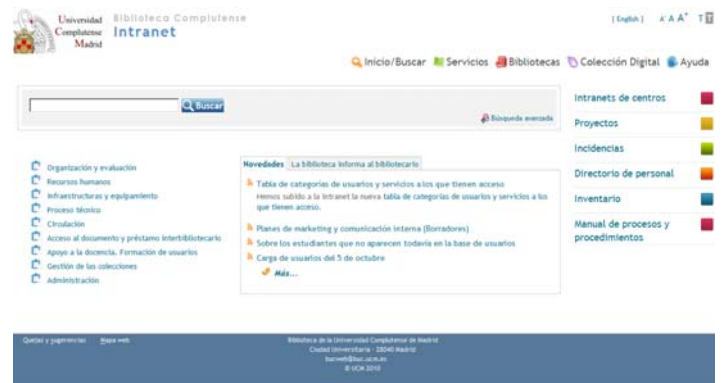 Universidad
Complutense
Madrid
Biblioteca Complutense
Intranet
[ English ] A A A+ T T
Inicio/Buscar Servicios Bibliotecas Colección Digital Ayuda
Buscar
Búsqueda avanzada
Organización y evaluación
Recursos humanos
Infraestructuras y equipamiento
Proceso técnico
Circulación
Acceso al documento y préstamo interbibliotecario
Apoyo a la docencia. Formación de usuarios
Gestión de las colecciones
Administración
Novedades La biblioteca informa al bibliotecario
Tabla de categorías de usuarios y servicios a los que tienen acceso
Hemos subido a la intranet la nueva tabla de categorías de usuarios y servicios a los
que tienen acceso.
Planes de marketing y comunicación interna (Borradores)
Sobre los estudiantes que no aparecen todavía en la base de usuarios
Carga de usuarios del 5 de octubre
Más...
Intranets de centros
Proyectos
Incidencias
Directorio de personal
Inventario
Manual de procesos y
procedimientos
Quejas y sugerencias Mapa web
Biblioteca de la Universidad Complutense de Madrid
Ciudad Universitaria - 28040 Madrid
bucweb@buc.ucm.es
© UCM 2010